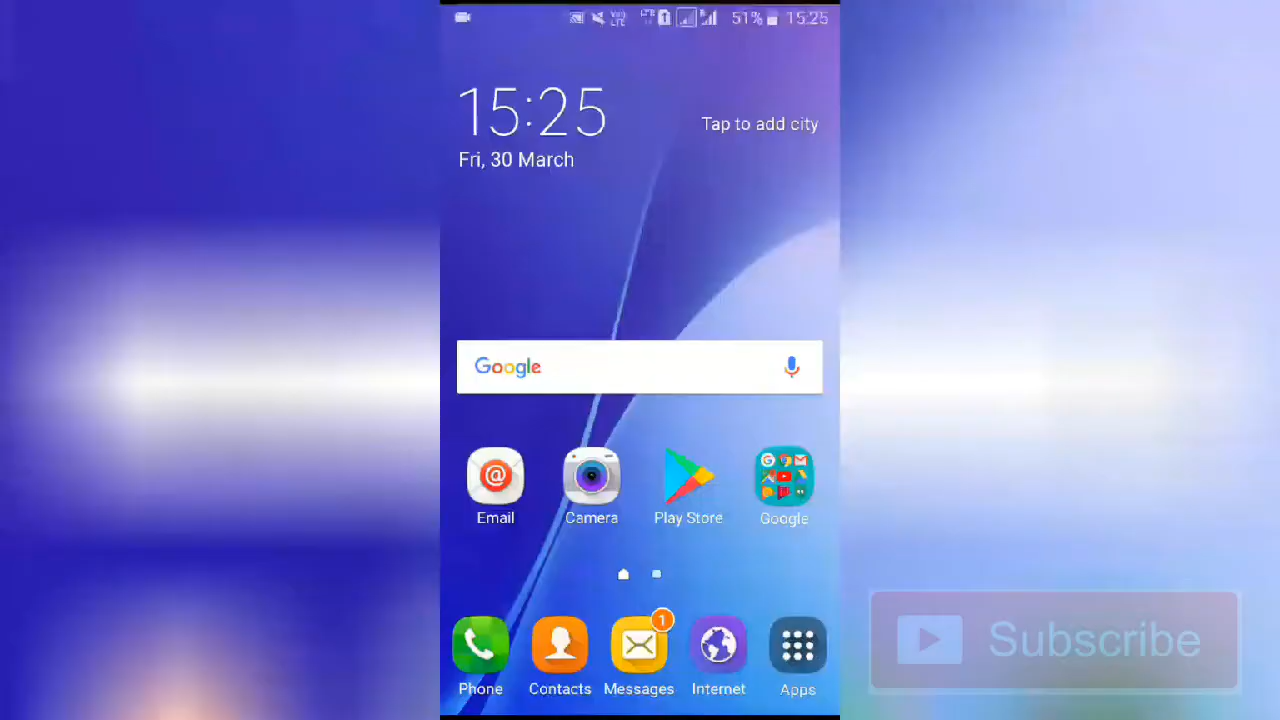 51% 15:25
15:25
Tap to add city
Fri, 30 March
Google
Email Camera Play Store Google
1
Phone Contacts Messages Internet Apps
Subscribe